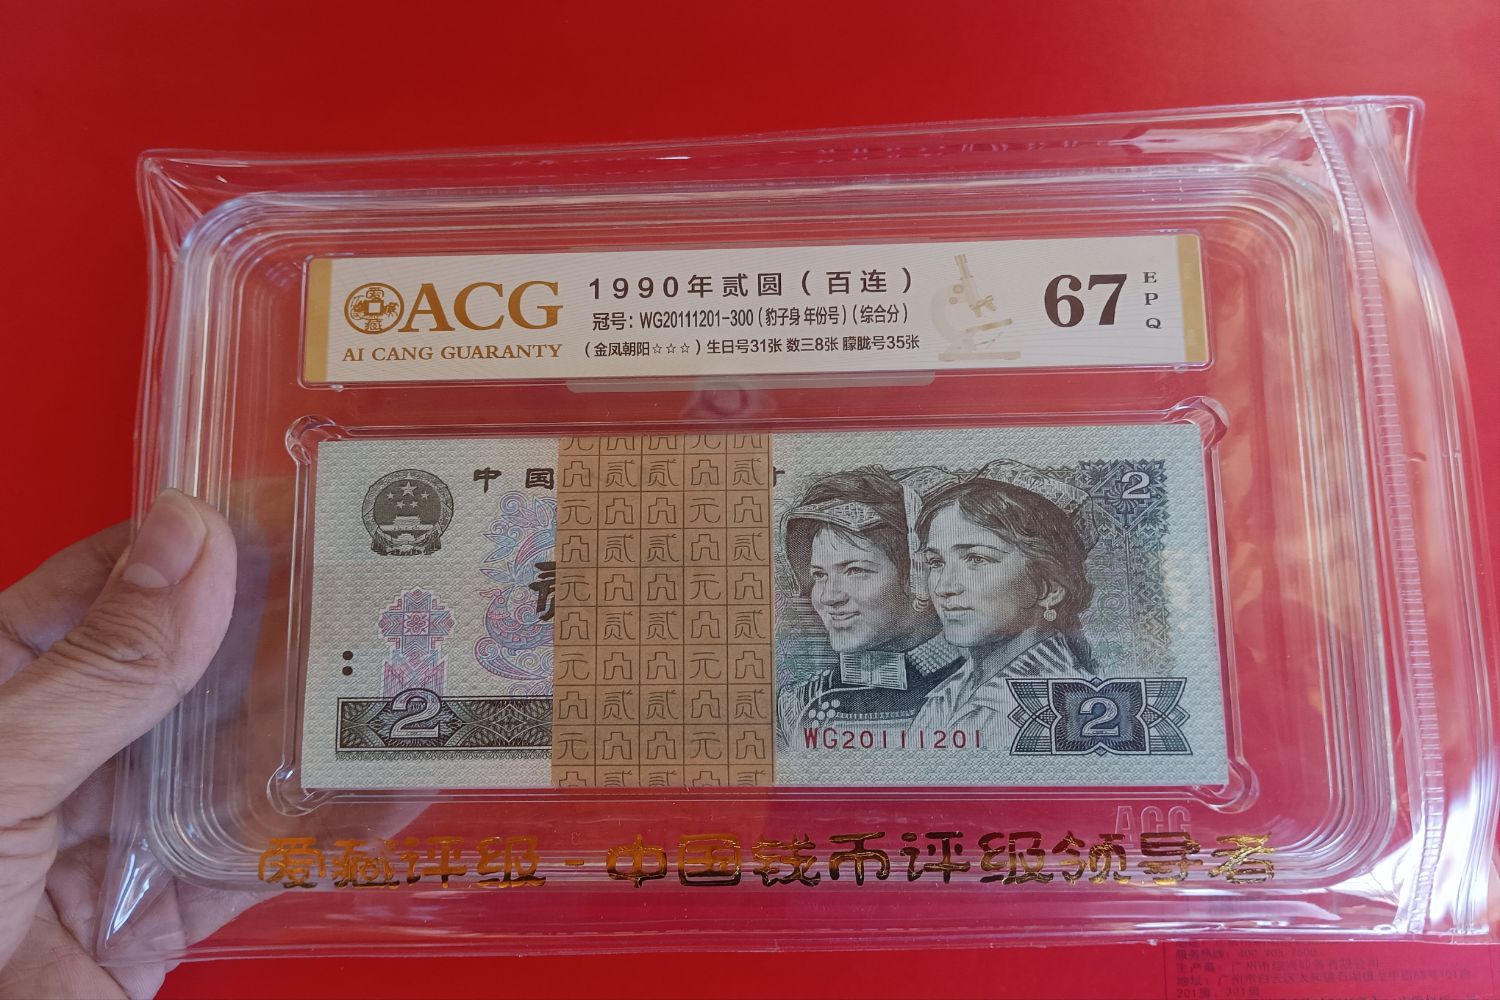 ACG
AI CANG GUARANTY
1990年贰圆（百连）
冠号：WG20111201-300（豹子身 年份号）（综合分）
（金凤朝阳☆☆☆）生日号31张 数三8张 朦胧号35张
67
EPQ
中国
2
2
WG20111201
2
ACG
爱藏评级-中国钱币评级领导者